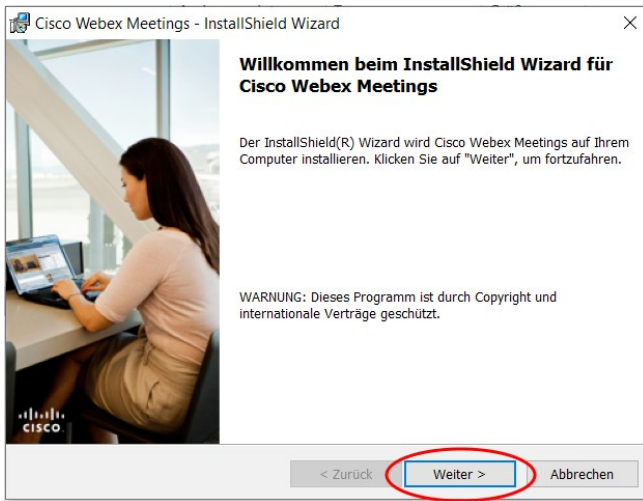 Cisco Webex Meetings - InstallShield Wizard
Willkommen beim InstallShield Wizard für
Cisco Webex Meetings
Der InstallShield(R) Wizard wird Cisco Webex Meetings auf Ihrem
Computer installieren. Klicken Sie auf "Weiter", um fortzufahren.
WARNUNG: Dieses Programm ist durch Copyright und
internationale Verträge geschützt.
CISCO.
< Zurück Weiter > Abbrechen